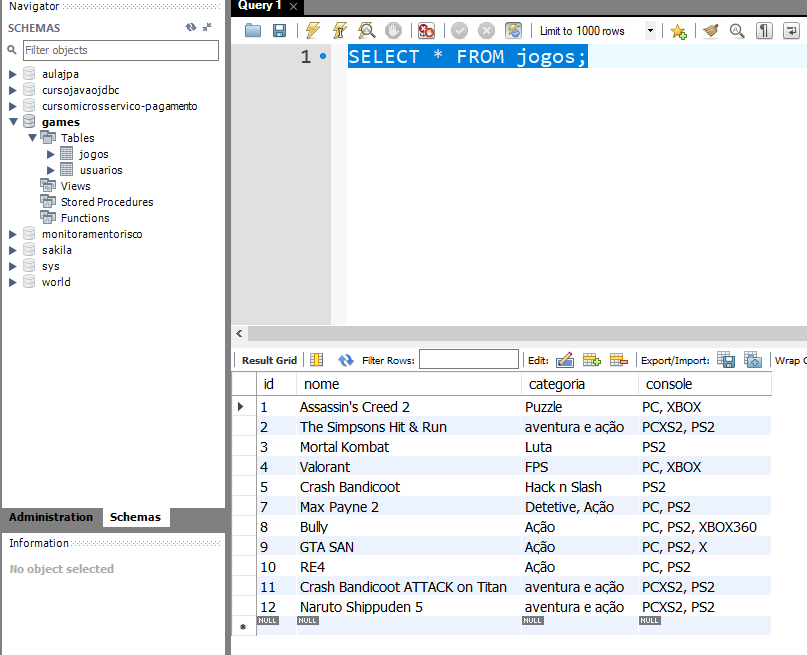 Navigator
SCHEMAS
Filter objects
aulajpa
cursojavaojdbc
cursomicrosservico-pagamento
games
Tables
jogos
usuarios
Views
Stored Procedures
Functions
monitoramentorisco
sakila
sys
world
Administration Schemas
Information
No object selected
Query 1
Limit to 1000 rows
1 SELECT * FROM jogos;
Result Grid Filter Rows: Edit: Export/Import: Wrap C
id nome categoria console
1 Assassin's Creed 2 Puzzle PC, XBOX
2 The Simpsons Hit & Run aventura e ação PCXS2, PS2
3 Mortal Kombat Luta PS2
4 Valorant FPS PC, XBOX
5 Crash Bandicoot Hack n Slash PS2
7 Max Payne 2 Detetive, Ação PC, PS2
8 Bully Ação PC, PS2, XBOX360
9 GTA SAN Ação PC, PS2, X
10 RE4 Ação PC, PS2
11 Crash Bandicoot ATTACK on Titan aventura e ação PCXS2, PS2
12 Naruto Shippuden 5 aventura e ação PCXS2, PS2
NULL NULL NULL NULL